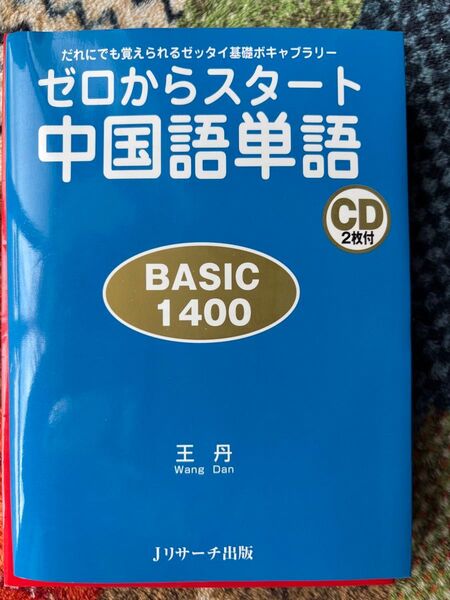 だれにでも覚えられるゼッタイ基礎ボキャブラリー
ゼロからスタート
中国語単語
CD
2枚付
BASIC
1400
王 丹
Wang Dan
Jリサーチ出版